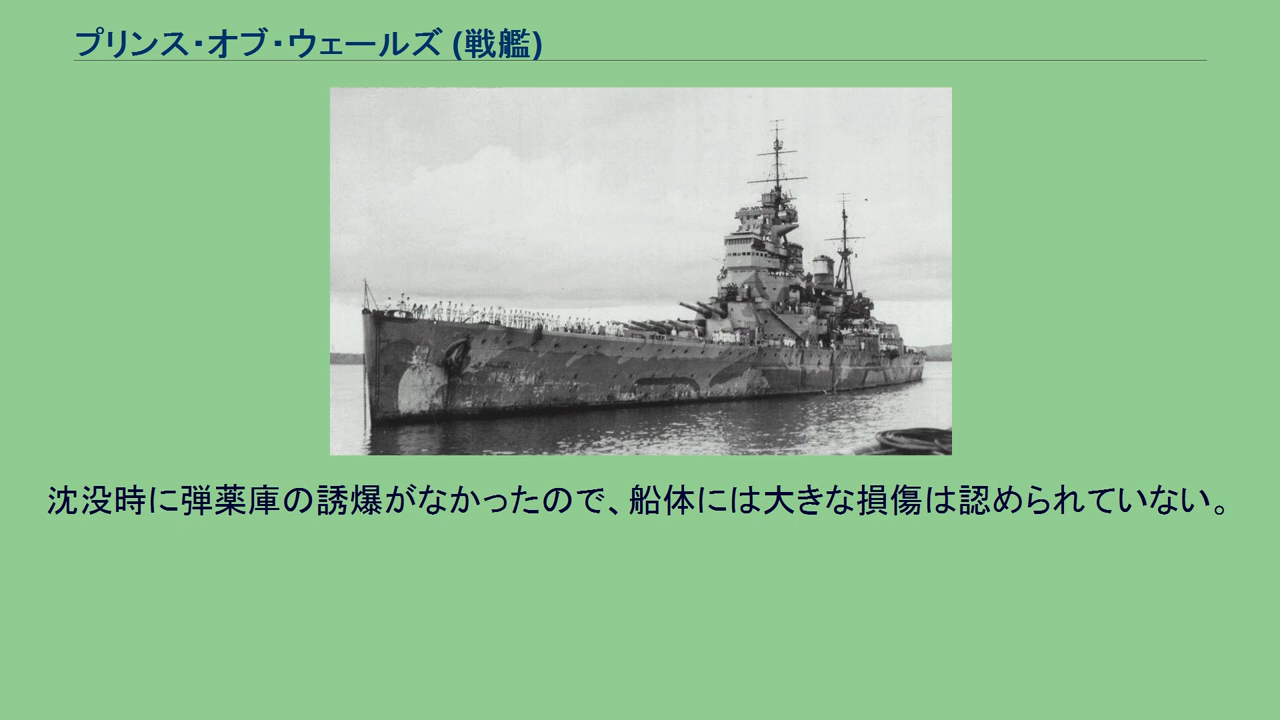 プリンス・オブ・ウェールズ (戦艦)
沈没時に弾薬庫の誘爆がなかったので、船体には大きな損傷は認められていない。